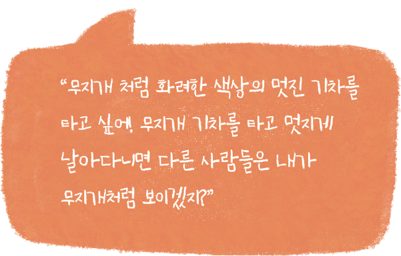 “무지개 처럼 화려한 색상의 멋진 기차를
타고 싶어! 무지개 기차를 타고 멋지게
날아다니면 다른 사람들은 내가
무지개처럼 보이겠지?”